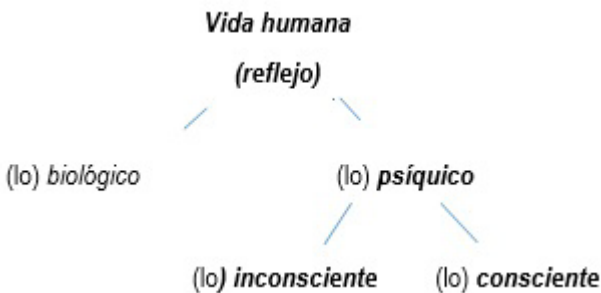 Vida humana
(reflejo)
(lo) biológico (lo) psíquico
(lo) inconsciente (lo) consciente